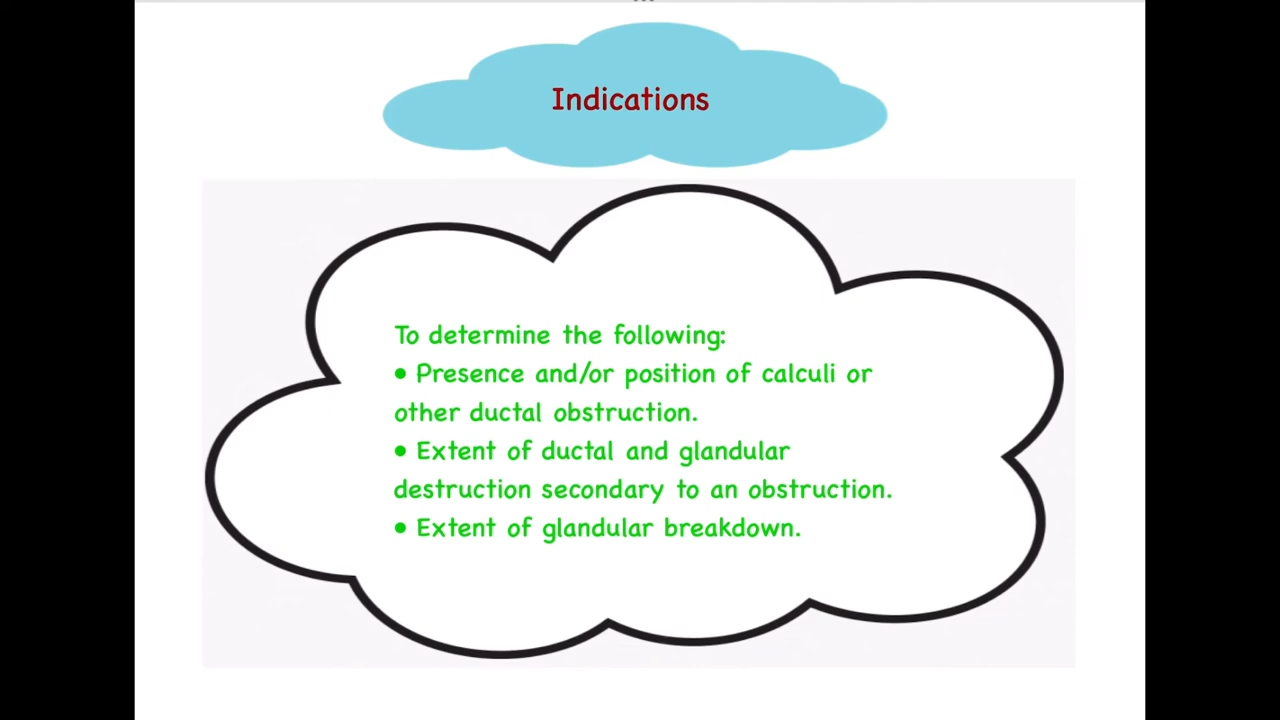 Indications
To determine the following:
• Presence and/or position of calculi or
other ductal obstruction.
• Extent of ductal and glandular
destruction secondary to an obstruction.
• Extent of glandular breakdown.